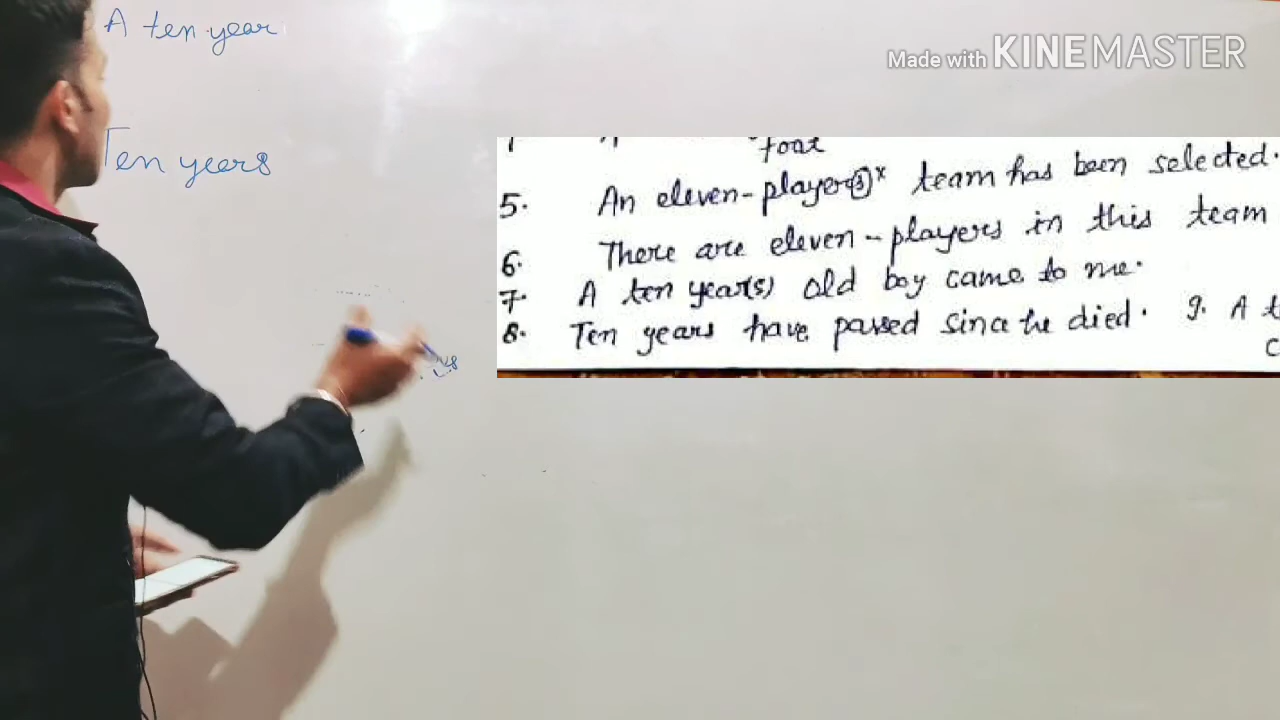 A ten year
Made with KINEMASTER
Ten years
foot
5. An eleven-player(s)x team has been selected.
6. There are eleven-players in this team
7. A ten year(s) old boy came to me.
8. Ten years have passed since he died. 9. A